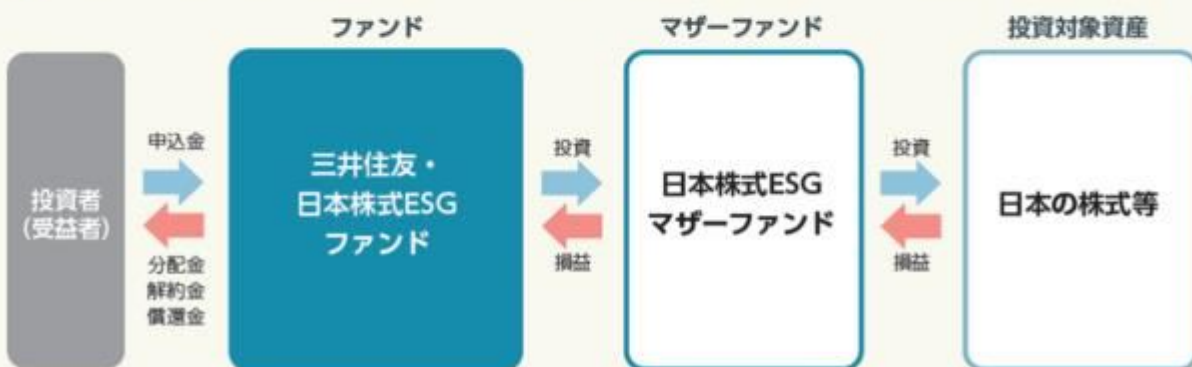 ファンド
マザーファンド
投資対象資産
投資者
(受益者)
申込金
分配金
解約金
償還金
三井住友・
日本株式ESG
ファンド
投資
損益
日本株式ESG
マザーファンド
投資
損益
日本の株式等